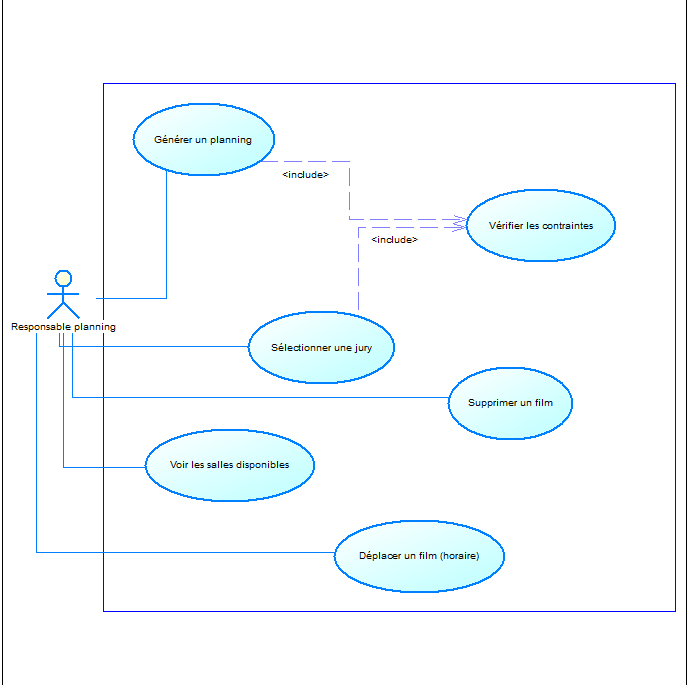 Générer un planning
<include>
Vérifier les contraintes
<include>
Responsable planning
Sélectionner une jury
Supprimer un film
Voir les salles disponibles
Déplacer un film (horaire)